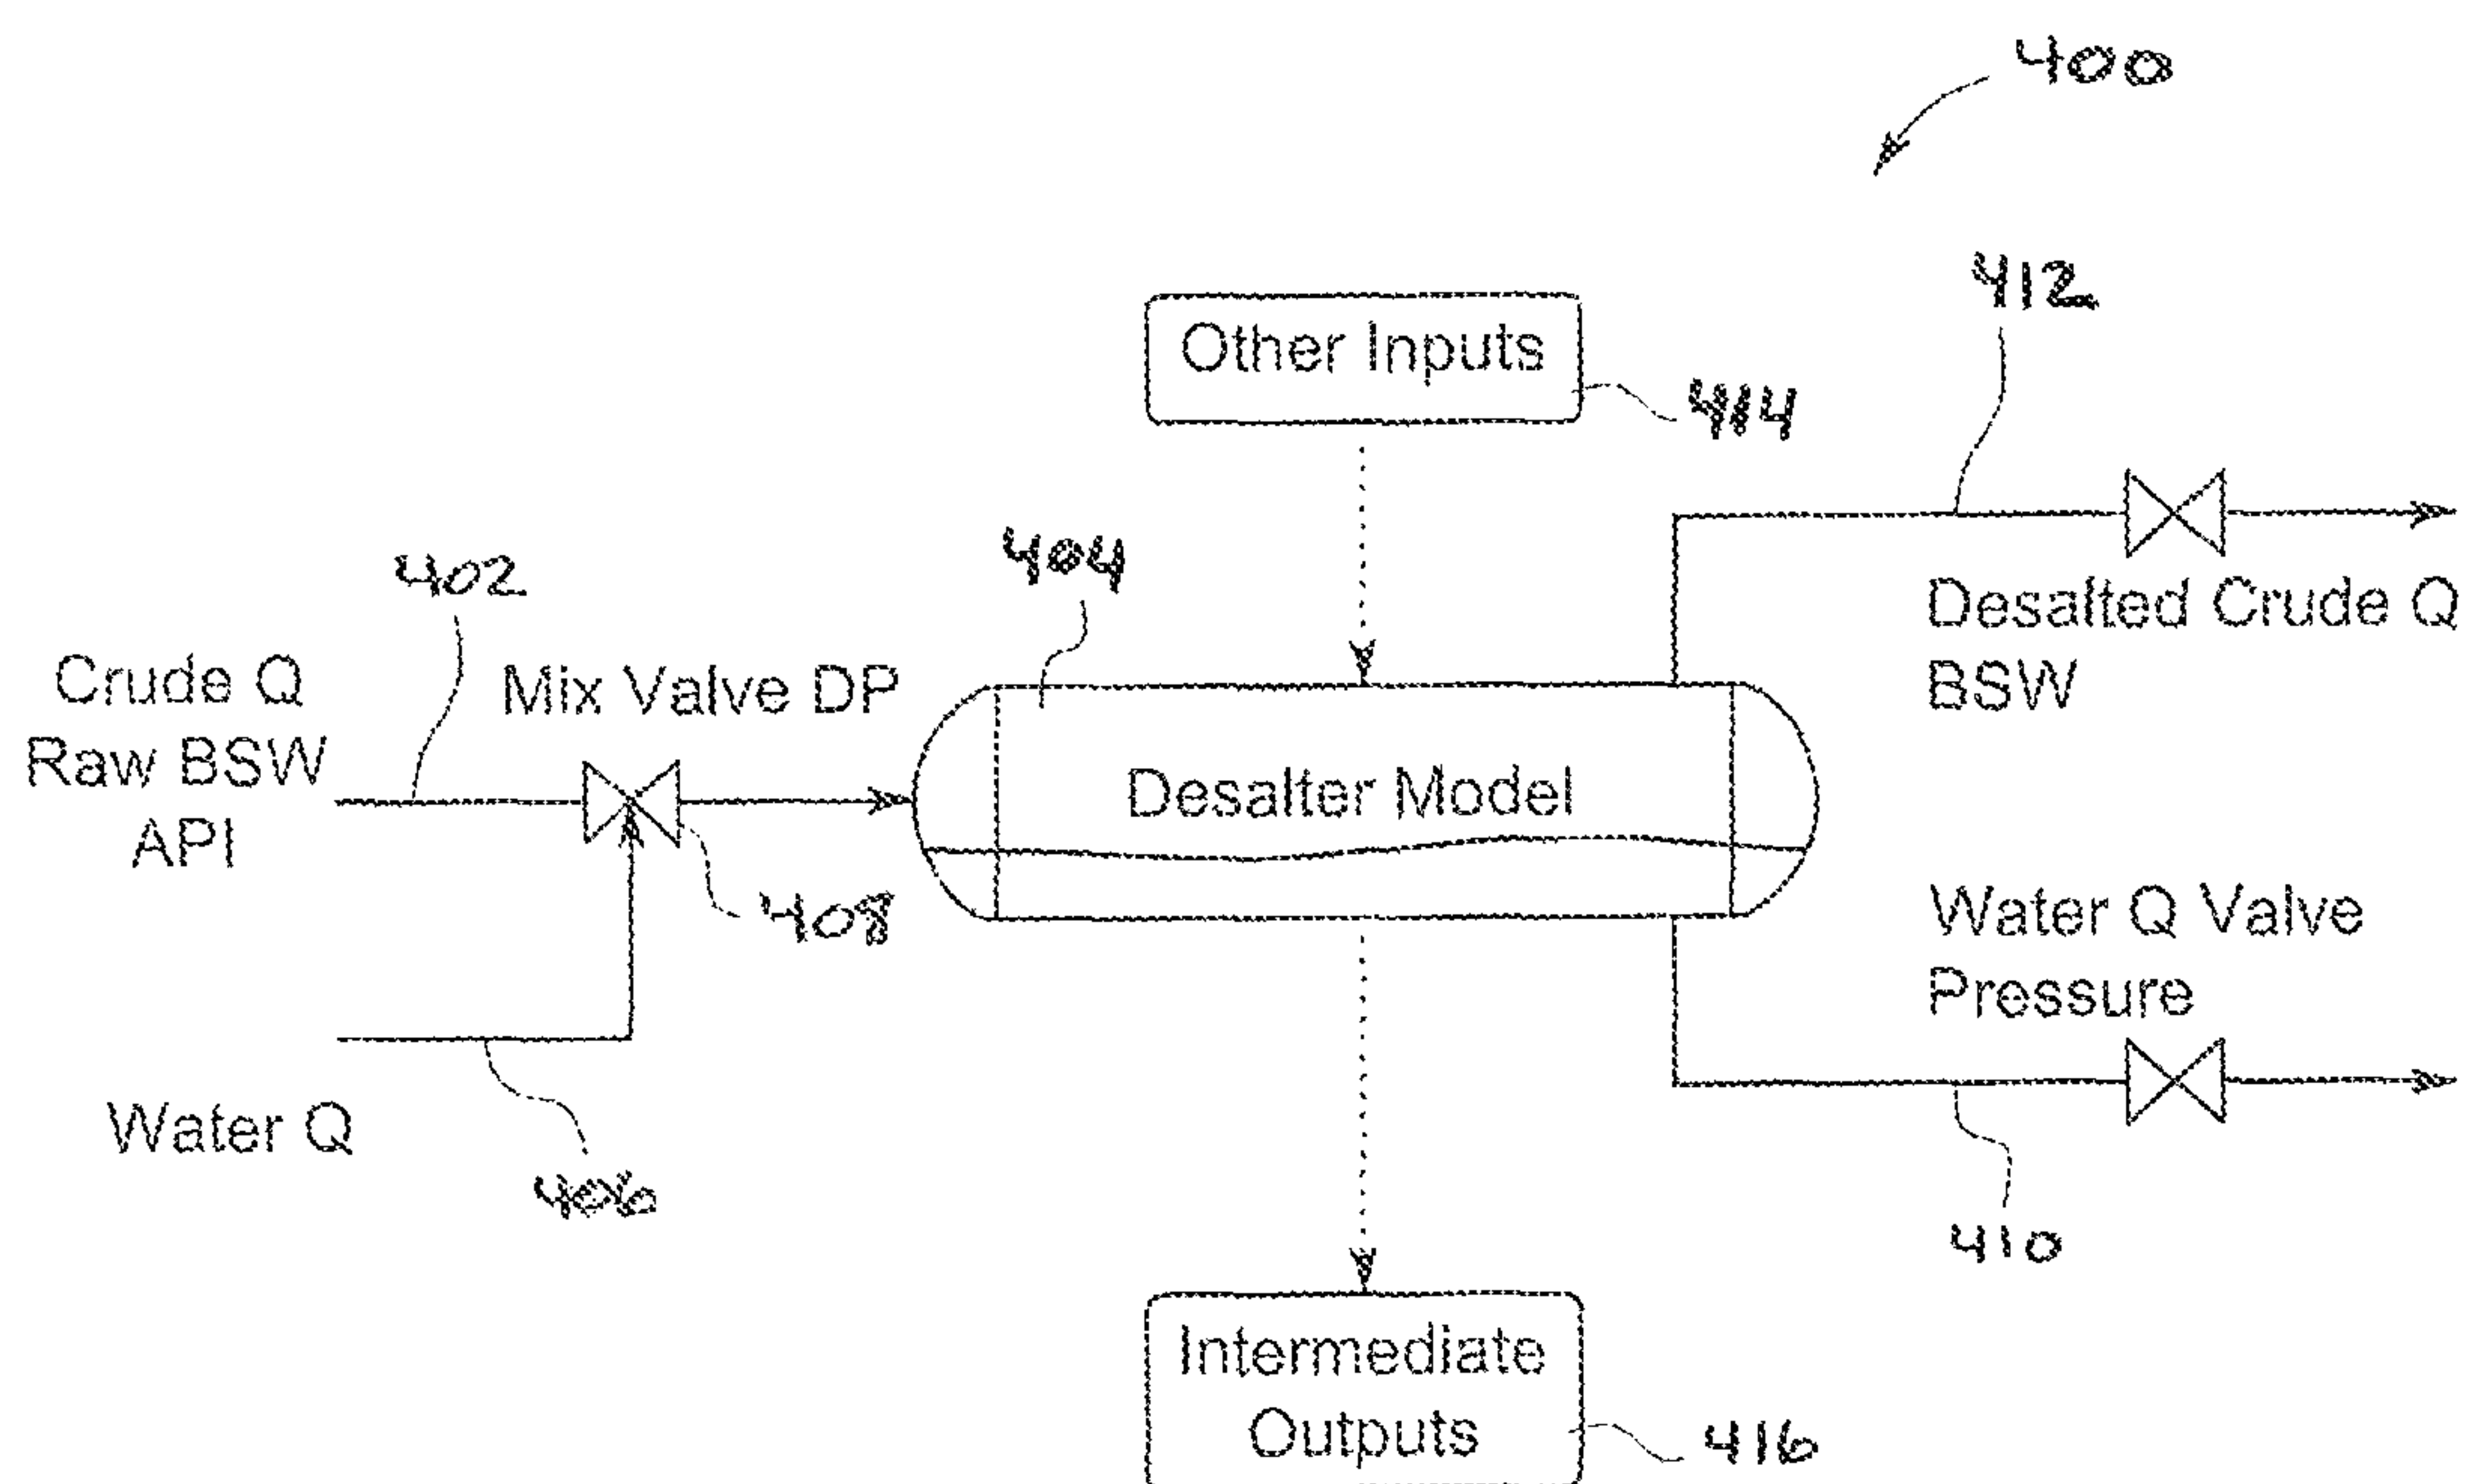 400
412
Other Inputs
414
404
402
Desalted Crude Q
BSW
Crude Q
Raw BSW
API
Mix Valve DP
Desalter Model
408
Water Q Valve
Pressure
Water Q
406
410
Intermediate
Outputs
416